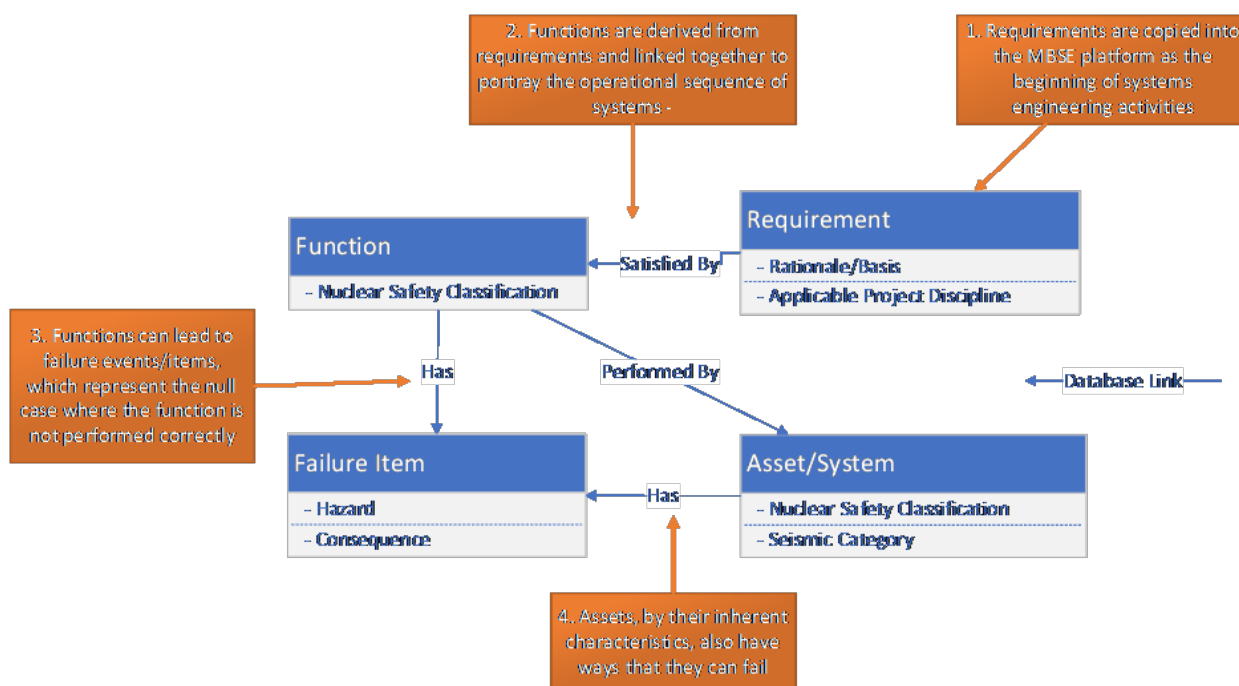 2. Functions are derived from
requirements and linked together to
portray the operational sequence of
systems -
1. Requirements are copied into
the MBSE platform as the
beginning of systems
engineering activities
Function
- Nuclear Safety Classification
Satisfied By
Requirement
- Rationale/Basis
- Applicable Project Discipline
3. Functions can lead to
failure events/items,
which represent the null
case where the function is
not performed correctly
Has
Performed By
Database Link
Failure Item
- Hazard
- Consequence
Has
Asset/System
- Nuclear Safety Classification
- Seismic Category
4. Assets, by their inherent
characteristics, also have
ways that they can fail